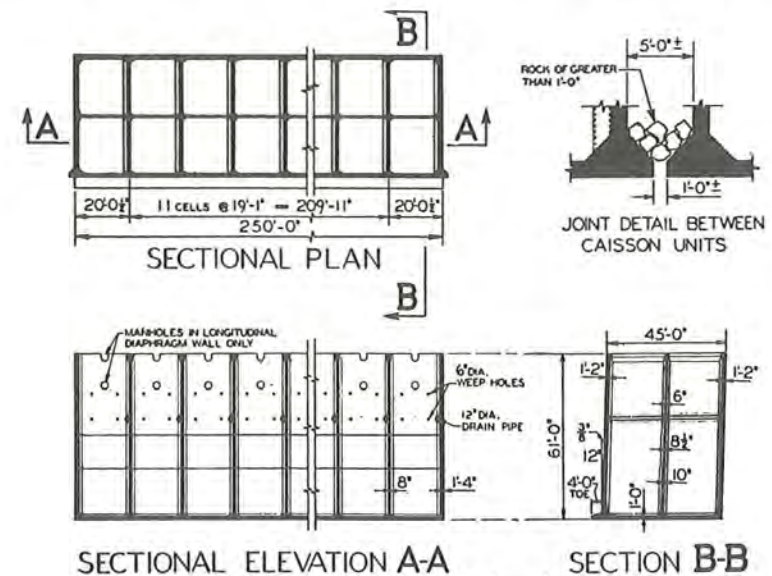 B
A
A
20'-0½"
11 CELLS @ 19'-1" = 209'-11"
20'-0½"
250'-0"
SECTIONAL PLAN
B
5'-0"±
ROCK OF GREATER
THAN 1'-0"
1'-0"±
JOINT DETAIL BETWEEN
CAISSON UNITS
MANHOLES IN LONGITUDINAL
DIAPHRAGM WALL ONLY
6" DIA.
WEEP HOLES
12" DIA.
DRAIN PIPE
8"
1'-4"
61'-0"
SECTIONAL ELEVATION A-A
45'-0"
1'-2"
1'-2"
6"
3/8"
12"
8½"
10"
4'-0"
TOE
1'-0"
SECTION B-B